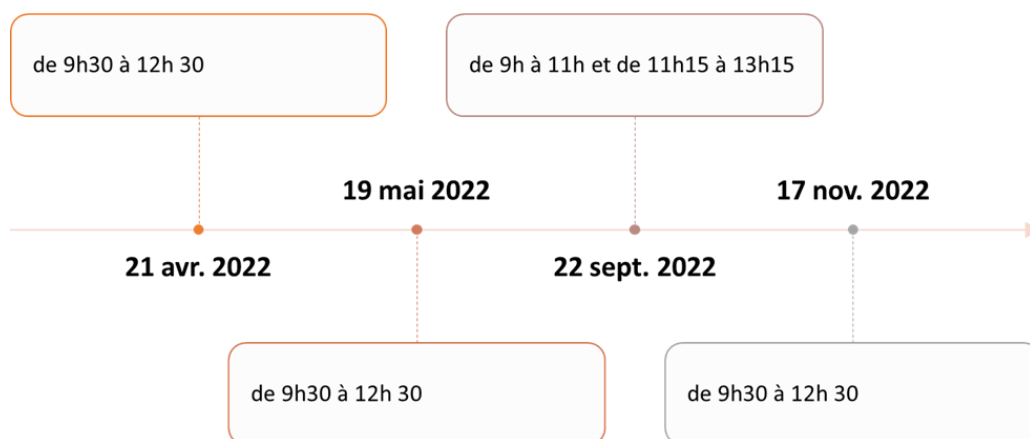 de 9h30 à 12h 30
de 9h à 11h et de 11h15 à 13h15
19 mai 2022
17 nov. 2022
21 avr. 2022
22 sept. 2022
de 9h30 à 12h 30
de 9h30 à 12h 30